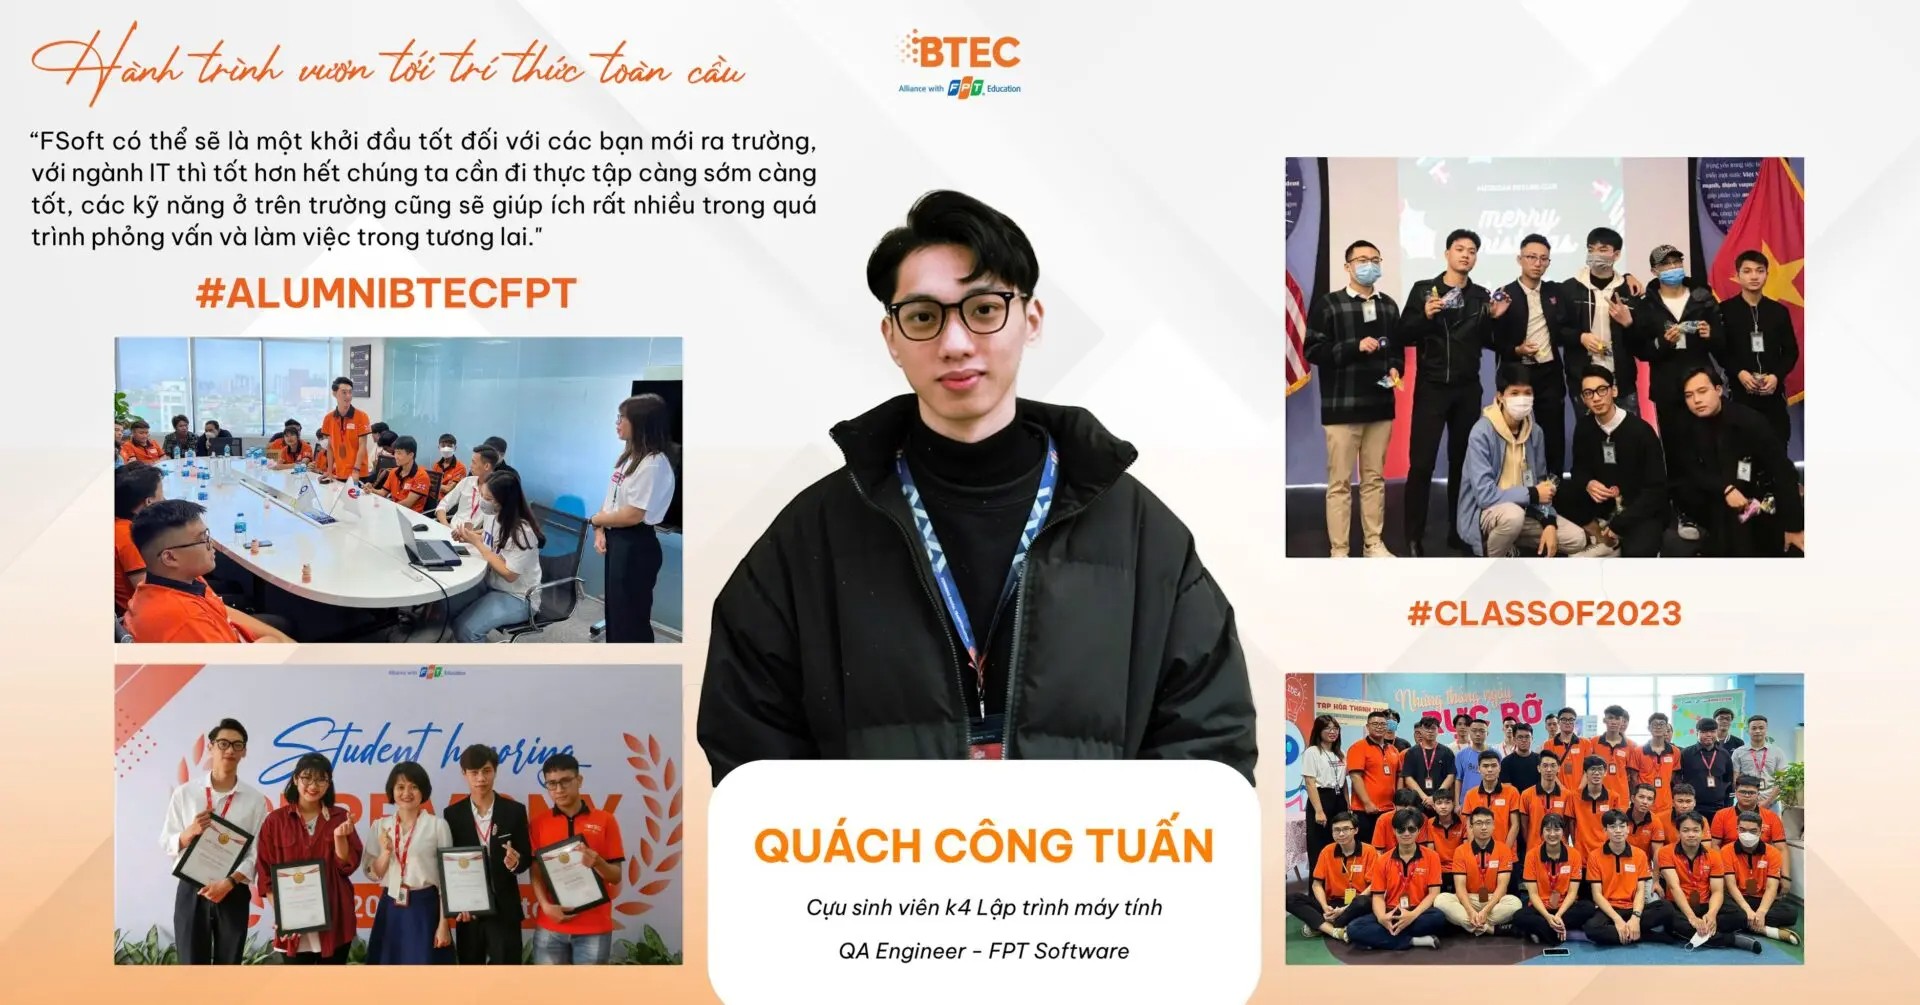 Hành trình vươn tới tri thức toàn cầu
BTEC
Alliance with FPT Education
“FSoft có thể sẽ là một khởi đầu tốt đối với các bạn mới ra trường,
với ngành IT thì tốt hơn hết chúng ta cần đi thực tập càng sớm càng
tốt, các kỹ năng ở trên trường cũng sẽ giúp ích rất nhiều trong quá
trình phỏng vấn và làm việc trong tương lai."
#ALUMNIBTECFPT
Alliance with FPT Education
Student honoring
merry
#CLASSOF2023
Những tháng ngày
RỰC RỠ
IDEA
QUÁCH CÔNG TUẤN
Cựu sinh viên k4 Lập trình máy tính
QA Engineer - FPT Software